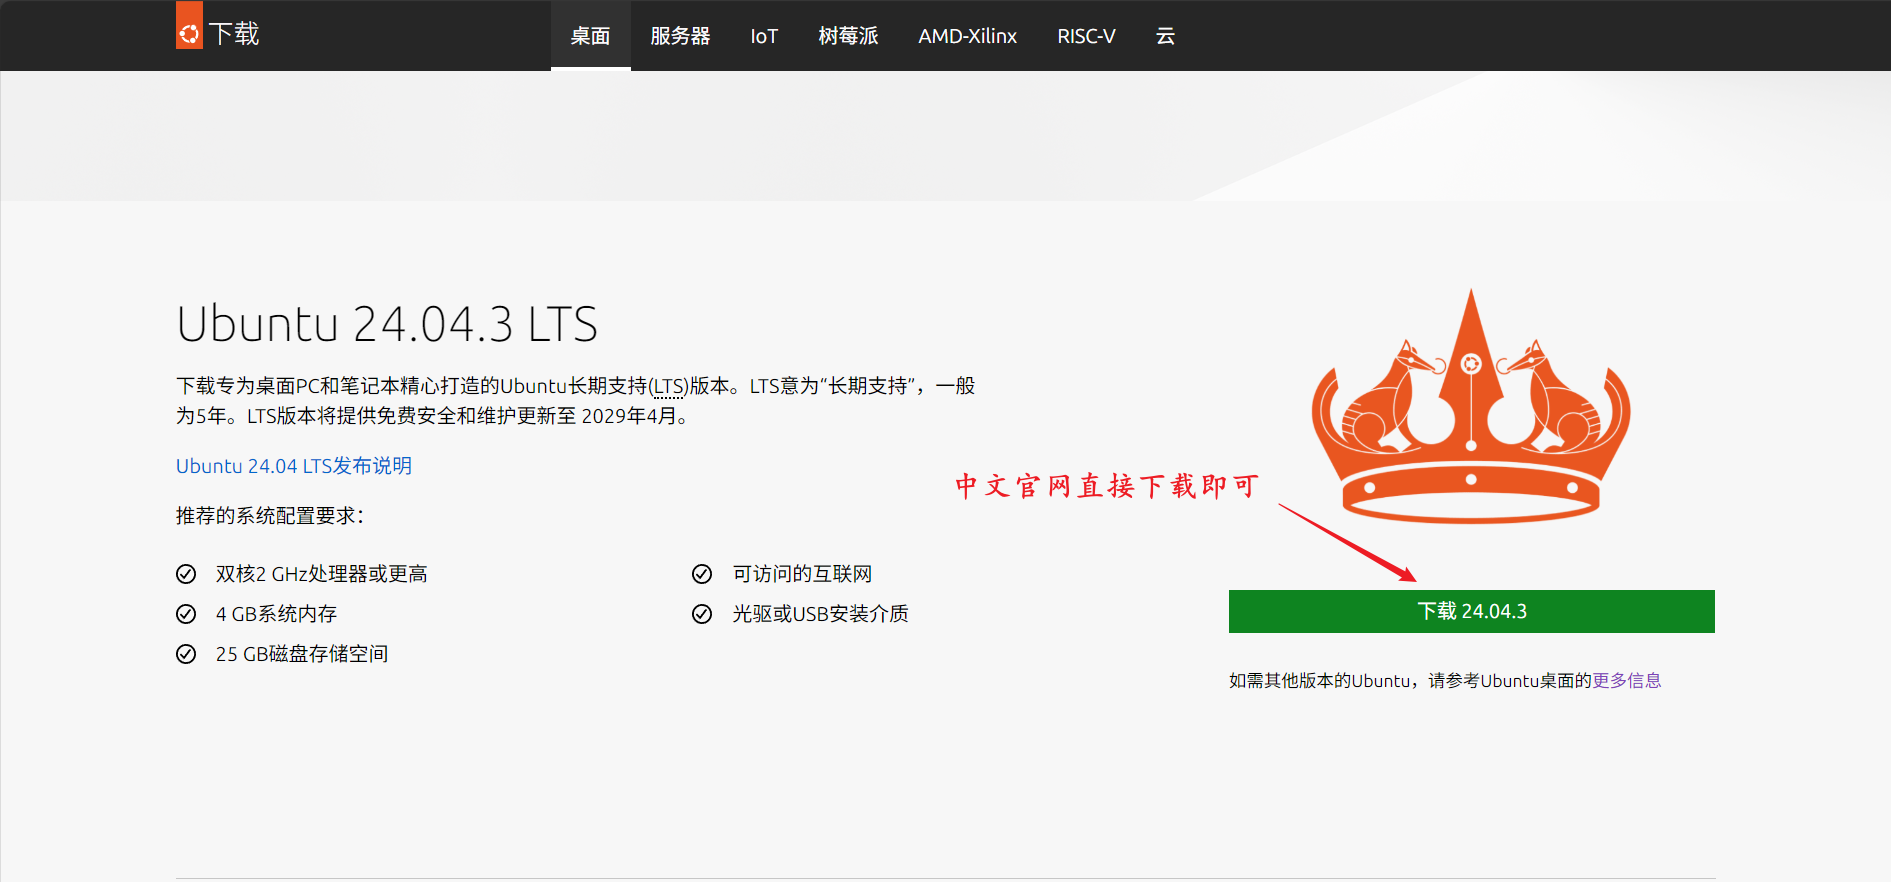 下载
桌面 服务器 IoT 树莓派 AMD-Xilinx RISC-V 云
Ubuntu 24.04.3 LTS
下载专为桌面PC和笔记本精心打造的Ubuntu长期支持(LTS)版本。LTS意为“长期支持”，一般
为5年。LTS版本将提供免费安全和维护更新至 2029年4月。
Ubuntu 24.04 LTS发布说明
推荐的系统配置要求：
双核2 GHz处理器或更高
4 GB系统内存
25 GB磁盘存储空间
可访问的互联网
光驱或USB安装介质
中文官网直接下载即可
下载 24.04.3
如需其他版本的Ubuntu，请参考Ubuntu桌面的更多信息